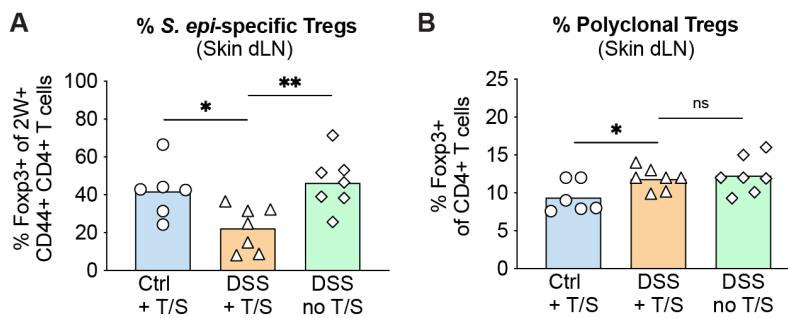 A
% S. epi-specific Tregs
(Skin dLN)
% Foxp3+ of 2W+
CD44+ CD4+ T cells
100
80
60
40
20
0
*
**
Ctrl
+ T/S
DSS
+ T/S
DSS
no T/S
B
% Polyclonal Tregs
(Skin dLN)
% Foxp3+
of CD4+ T cells
25
20
15
10
5
0
*
ns
Ctrl
+ T/S
DSS
+ T/S
DSS
no T/S